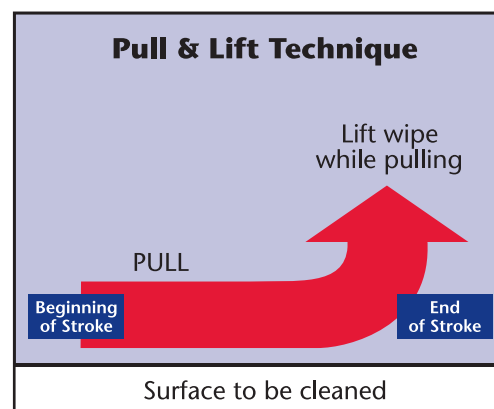 Pull & Lift Technique
Lift wipe
while pulling
PULL
Beginning
of Stroke
End
of Stroke
Surface to be cleaned